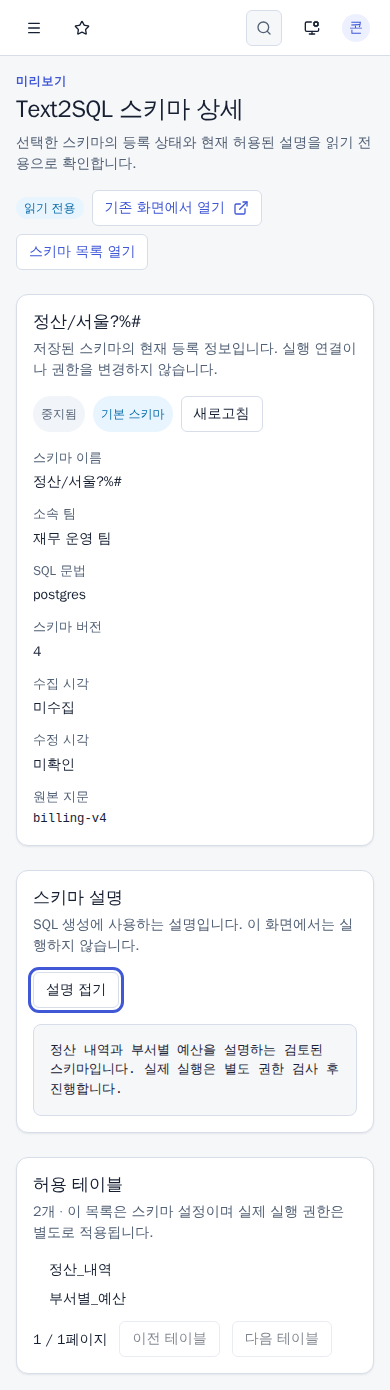 콘
미리보기
Text2SQL 스키마 상세
선택한 스키마의 등록 상태와 현재 허용된 설명을 읽기 전
용으로 확인합니다.
읽기 전용
기존 화면에서 열기
스키마 목록 열기
정산/서울?%#
저장된 스키마의 현재 등록 정보입니다. 실행 연결이
나 권한을 변경하지 않습니다.
중지됨
기본 스키마
새로고침
스키마 이름
정산/서울?%#
소속 팀
재무 운영 팀
SQL 문법
postgres
스키마 버전
4
수집 시각
미수집
수정 시각
미확인
원본 지문
billing-v4
스키마 설명
SQL 생성에 사용하는 설명입니다. 이 화면에서는 실
행하지 않습니다.
설명 접기
정산 내역과 부서별 예산을 설명하는 검토된
스키마입니다. 실제 실행은 별도 권한 검사 후
진행합니다.
허용 테이블
2개 · 이 목록은 스키마 설정이며 실제 실행 권한은
별도로 적용됩니다.
정산_내역
부서별_예산
1 / 1페이지
이전 테이블
다음 테이블